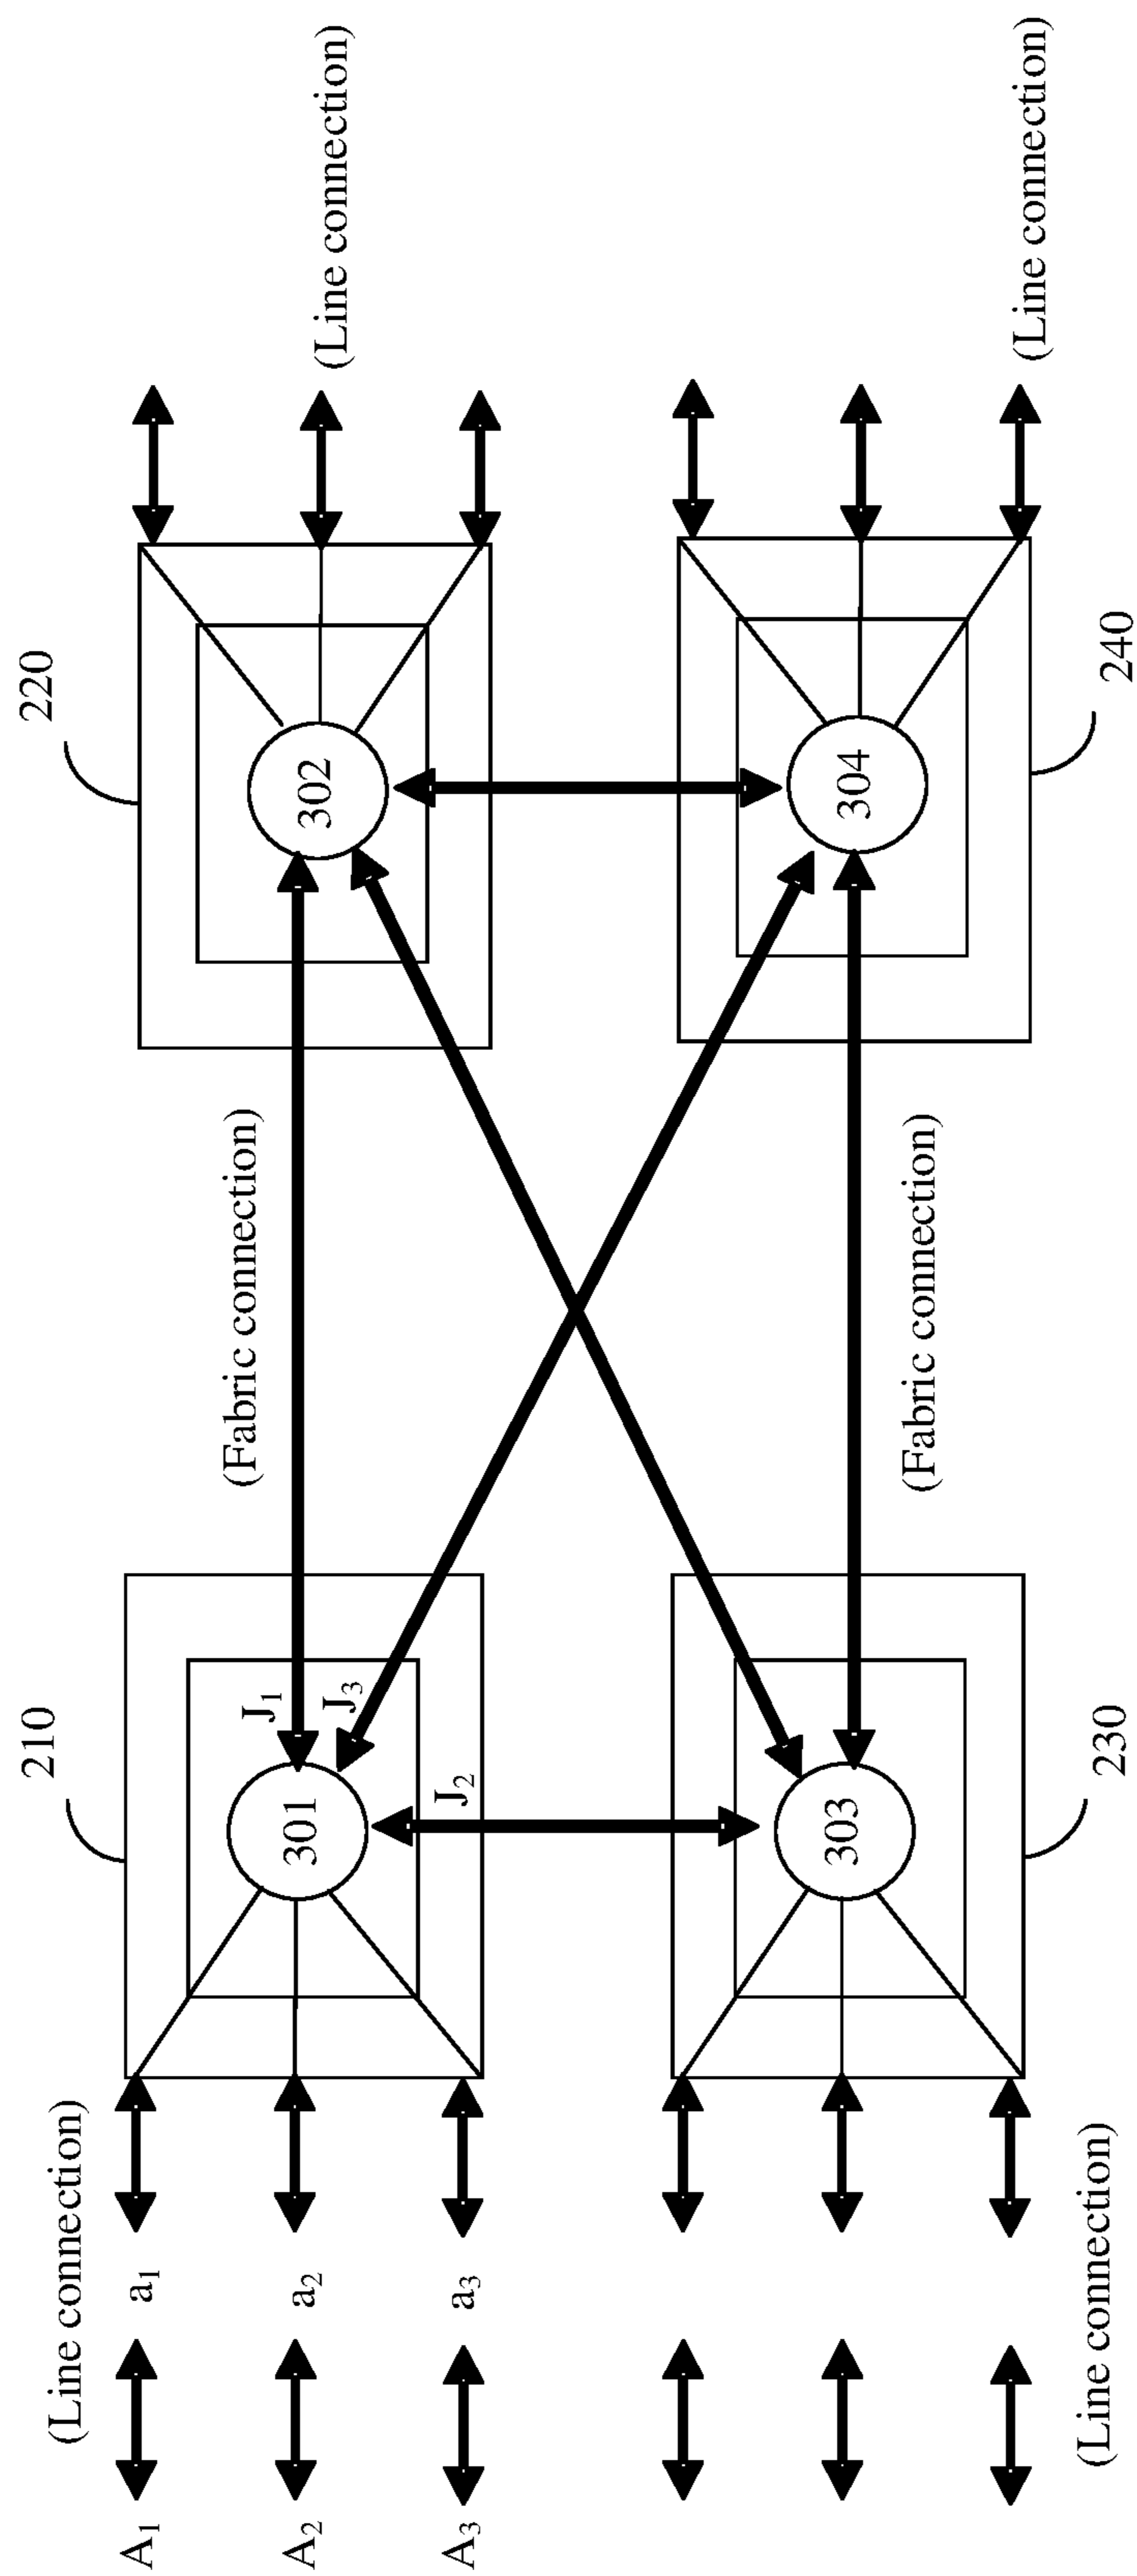 210
220
(Line connection)
A₁
a₁
(Fabric connection)
J₁
A₂
a₂
301
302
(Line connection)
J₃
J₂
A₃
a₃
303
304
(Fabric connection)
(Line connection)
(Line connection)
230
240